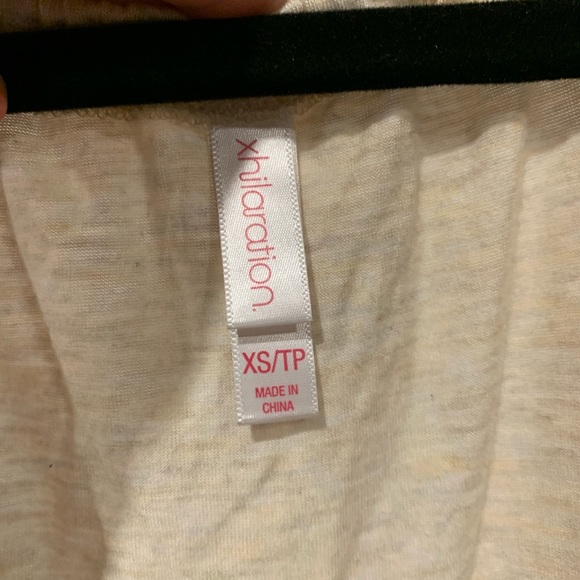 xhilaration.
XS/TP
MADE IN
CHINA